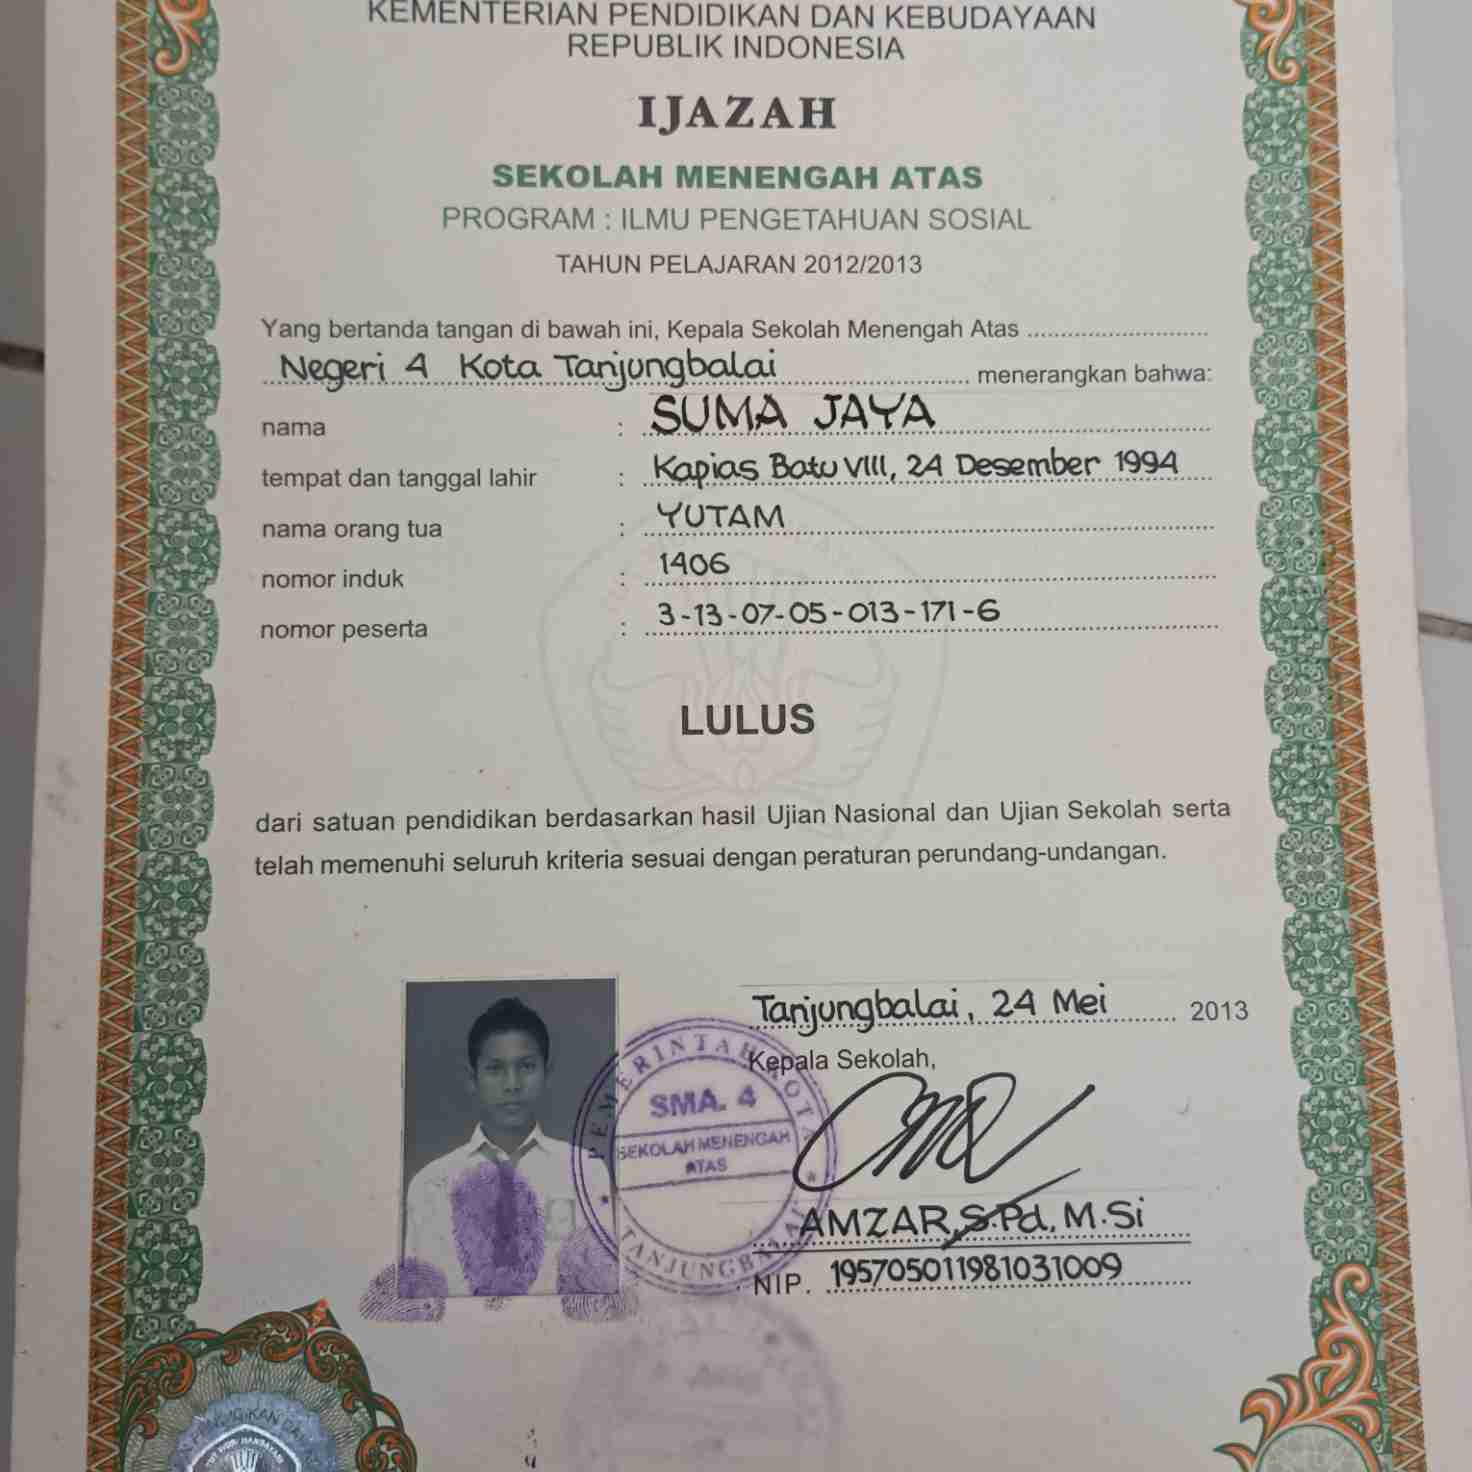 KEMENTERIAN PENDIDIKAN DAN KEBUDAYAAN
REPUBLIK INDONESIA
IJAZAH
SEKOLAH MENENGAH ATAS
PROGRAM : ILMU PENGETAHUAN SOSIAL
TAHUN PELAJARAN 2012/2013
Yang bertanda tangan di bawah ini, Kepala Sekolah Menengah Atas
Negeri 4 Kota Tanjungbalai menerangkan bahwa:
nama : SUMA JAYA
tempat dan tanggal lahir : Kapias Batu VIII, 24 Desember 1994
nama orang tua : YUTAM
nomor induk : 1406
nomor peserta : 3-13-07-05-013-171-6
LULUS
dari satuan pendidikan berdasarkan hasil Ujian Nasional dan Ujian Sekolah serta
telah memenuhi seluruh kriteria sesuai dengan peraturan perundang-undangan.
Tanjungbalai, 24 Mei 2013
Kepala Sekolah,
PEMERINTAH KOTA
SMA. 4
SEKOLAH MENENGAH
ATAS
TANJUNGBALAI
AMZAR, S.Pd, M.Si
NIP. 195705011981031009